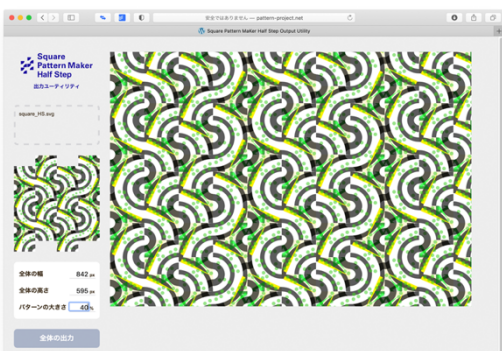 安全ではありません — pattern-project.net
Square Pattern Maker Half Step Output Utility
Square
Pattern Maker
Half Step
出力ユーティリティ
square_HS.svg
全体の幅 842 px
全体の高さ 595 px
パターンの大きさ 40 %
全体の出力